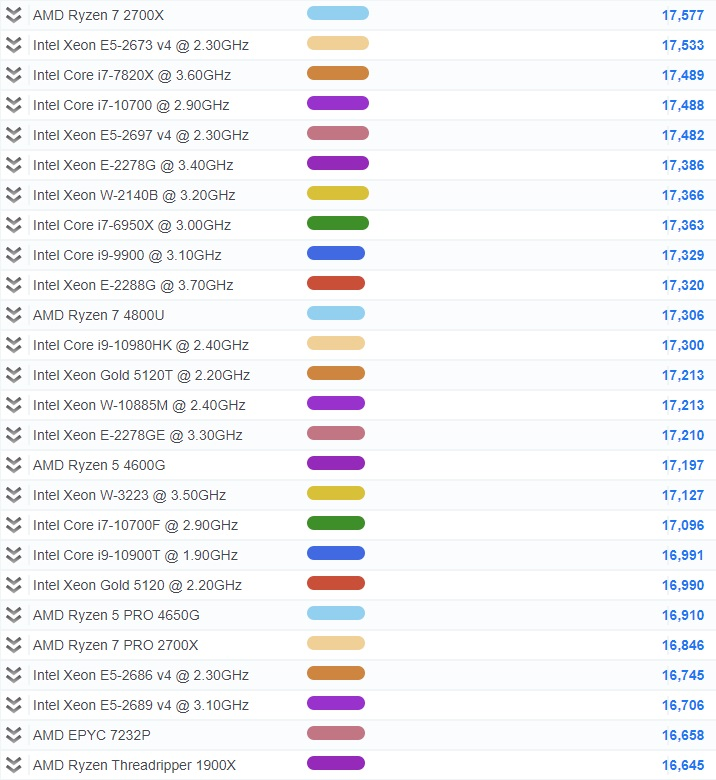 AMD Ryzen 7 2700X 17,577
Intel Xeon E5-2673 v4 @ 2.30GHz 17,533
Intel Core i7-7820X @ 3.60GHz 17,489
Intel Core i7-10700 @ 2.90GHz 17,488
Intel Xeon E5-2697 v4 @ 2.30GHz 17,482
Intel Xeon E-2278G @ 3.40GHz 17,386
Intel Xeon W-2140B @ 3.20GHz 17,366
Intel Core i7-6950X @ 3.00GHz 17,363
Intel Core i9-9900 @ 3.10GHz 17,329
Intel Xeon E-2288G @ 3.70GHz 17,320
AMD Ryzen 7 4800U 17,306
Intel Core i9-10980HK @ 2.40GHz 17,300
Intel Xeon Gold 5120T @ 2.20GHz 17,213
Intel Xeon W-10885M @ 2.40GHz 17,213
Intel Xeon E-2278GE @ 3.30GHz 17,210
AMD Ryzen 5 4600G 17,197
Intel Xeon W-3223 @ 3.50GHz 17,127
Intel Core i7-10700F @ 2.90GHz 17,096
Intel Core i9-10900T @ 1.90GHz 16,991
Intel Xeon Gold 5120 @ 2.20GHz 16,990
AMD Ryzen 5 PRO 4650G 16,910
AMD Ryzen 7 PRO 2700X 16,846
Intel Xeon E5-2686 v4 @ 2.30GHz 16,745
Intel Xeon E5-2689 v4 @ 3.10GHz 16,706
AMD EPYC 7232P 16,658
AMD Ryzen Threadripper 1900X 16,645